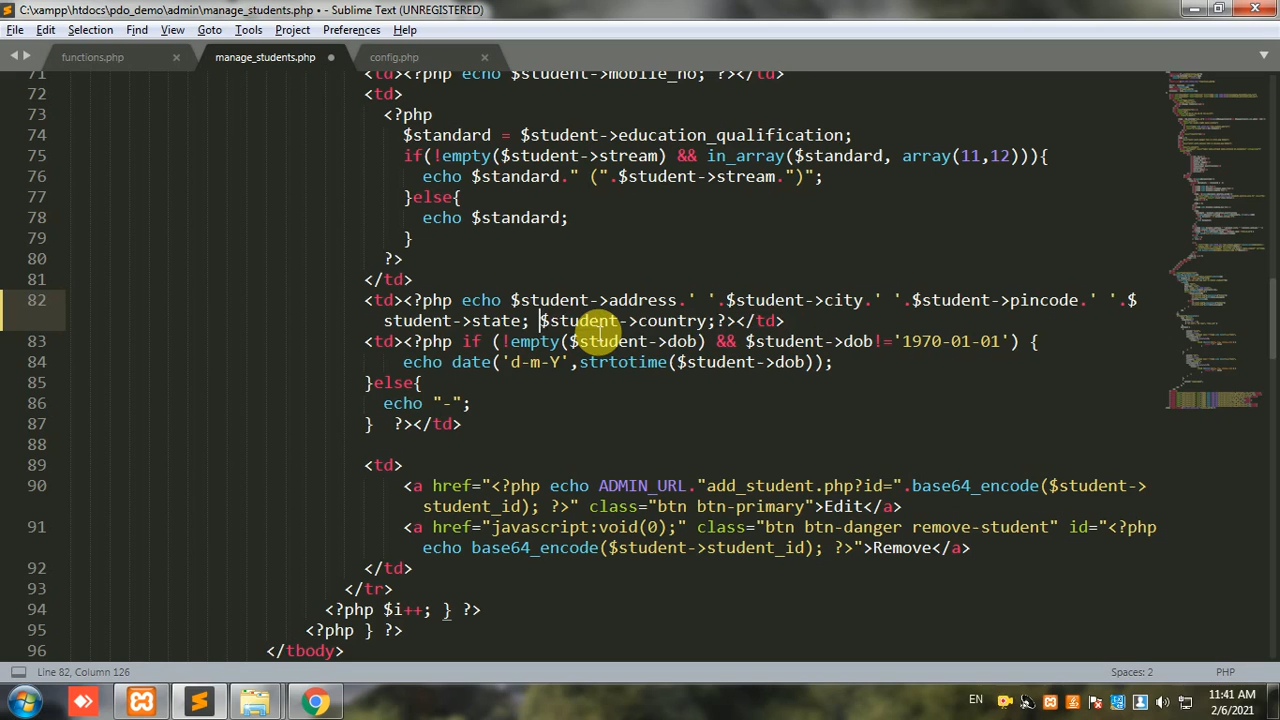 C:\xampp\htdocs\pdo_demo\admin\manage_students.php • - Sublime Text (UNREGISTERED)
File Edit Selection Find View Goto Tools Project Preferences Help
functions.php manage_students.php config.php
71 <td><?php echo $student->mobile_no; ?></td>
72 <td>
73 <?php
74 $standard = $student->education_qualification;
75 if(!empty($student->stream) && in_array($standard, array(11,12))){
76 echo $standard." (".$student->stream.")";
77 }else{
78 echo $standard;
79 }
80 ?>
81 </td>
82 <td><?php echo $student->address.' '.$student->city.' '.$student->pincode.' '.$
student->state; $student->country;?></td>
83 <td><?php if (!empty($student->dob) && $student->dob!='1970-01-01') {
84 echo date('d-m-Y',strtotime($student->dob));
85 }else{
86 echo "-";
87 } ?></td>
88
89 <td>
90 <a href="<?php echo ADMIN_URL."add_student.php?id=".base64_encode($student->
student_id); ?>" class="btn btn-primary">Edit</a>
91 <a href="javascript:void(0);" class="btn btn-danger remove-student" id="<?php
echo base64_encode($student->student_id); ?>">Remove</a>
92 </td>
93 </tr>
94 <?php $i++; } ?>
95 <?php } ?>
96 </tbody>
Line 82, Column 126 Spaces: 2 PHP
EN 11:41 AM
2/6/2021